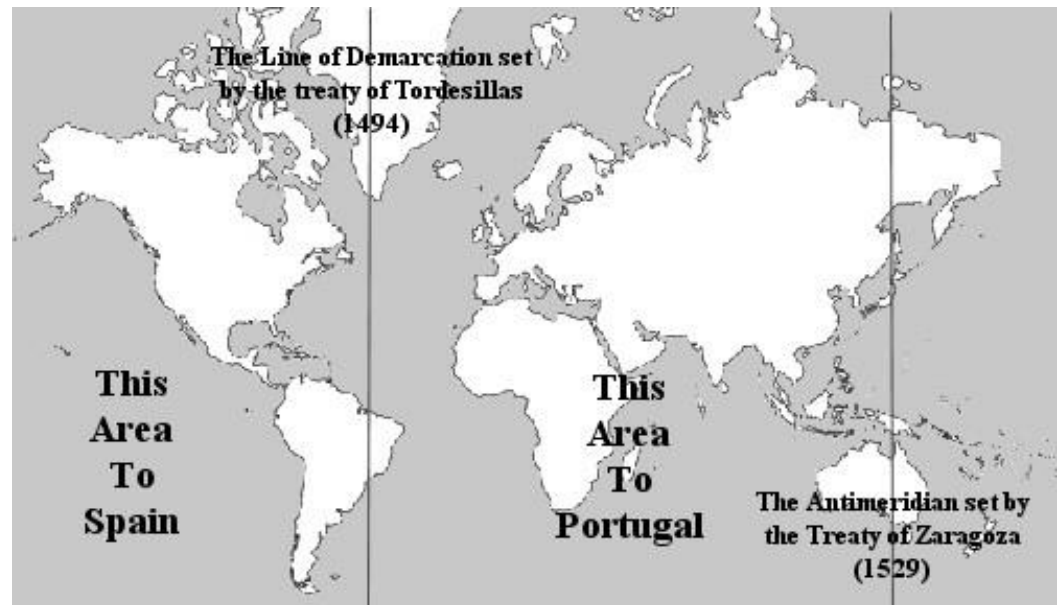 The Line of Demarcation set
by the treaty of Tordesillas
(1494)
This
Area
To
Spain
This
Area
To
Portugal
The Antimeridian set by
the Treaty of Zaragoza
(1529)